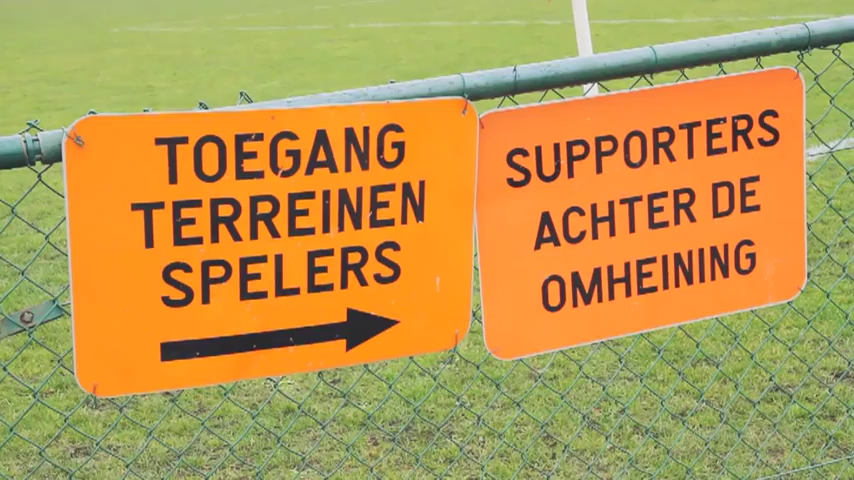 TOEGANG
TERREINEN
SPELERS
SUPPORTERS
ACHTER DE
OMHEINING